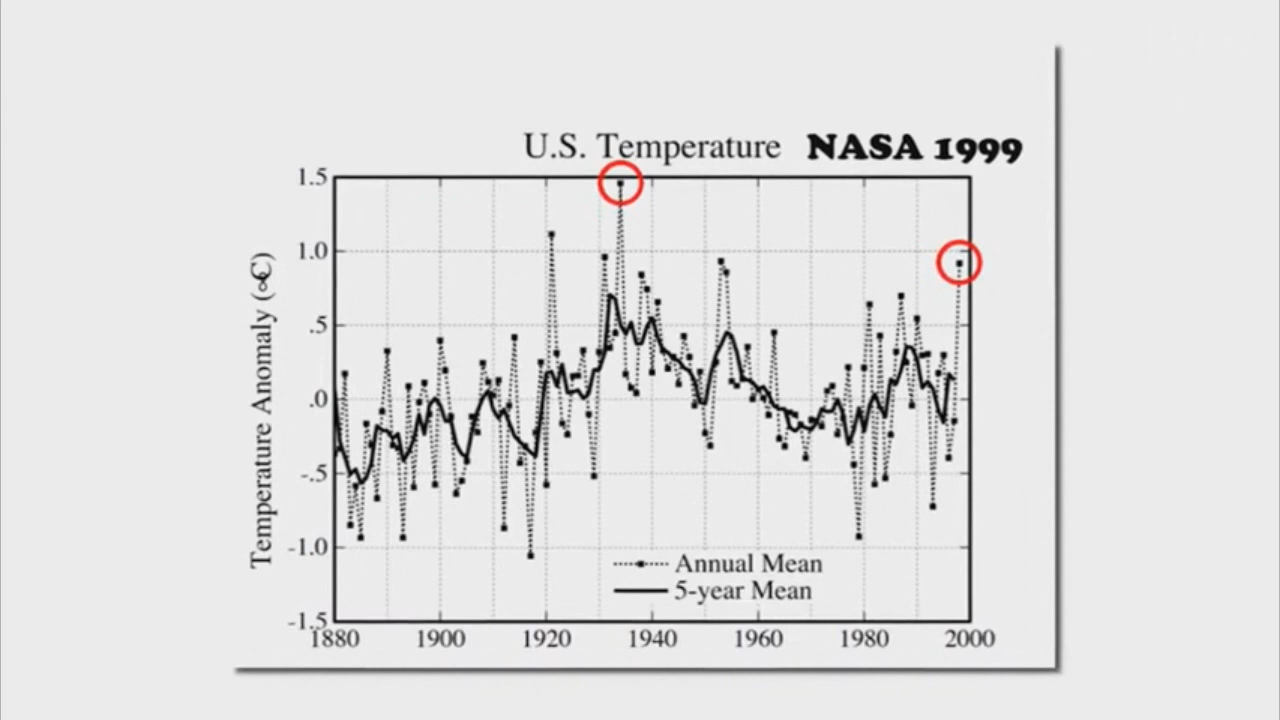 U.S. Temperature NASA 1999
1.5
1.0
.5
.0
-.5
-1.0
-1.5
Temperature Anomaly (°C)
Annual Mean
5-year Mean
1880 1900 1920 1940 1960 1980 2000